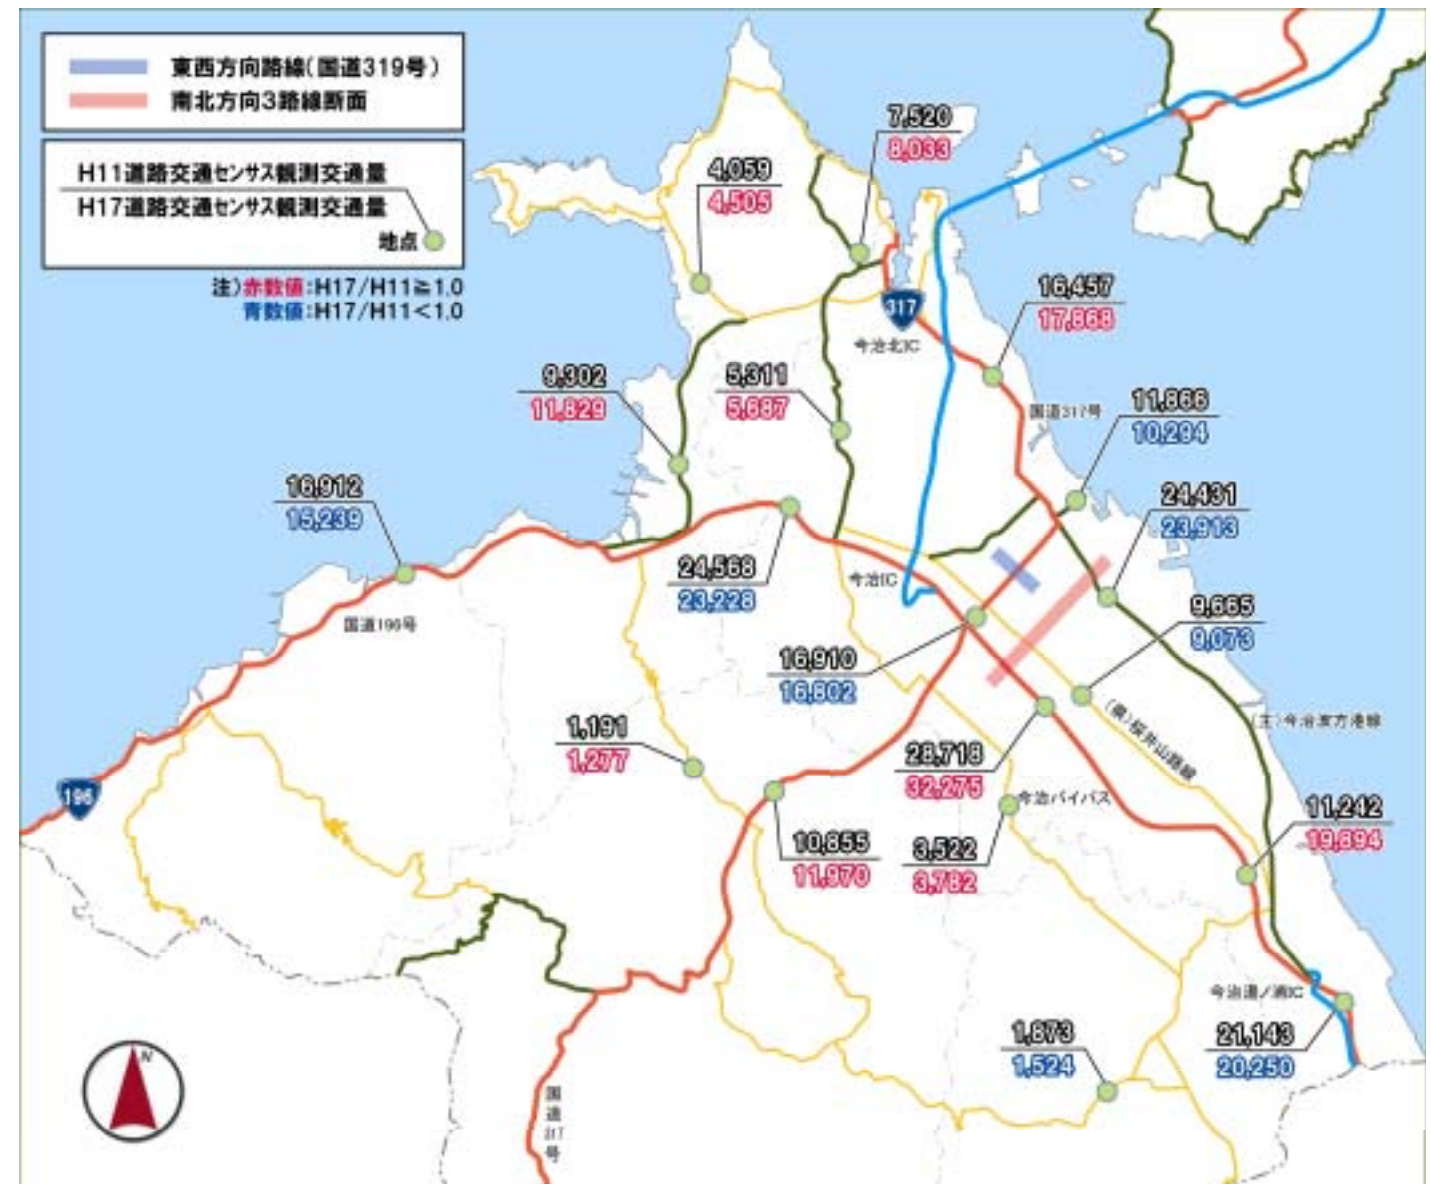 東西方向路線(国道319号)
南北方向3路線断面
H11道路交通センサス観測交通量
H17道路交通センサス観測交通量
地点
注)赤数値:H17/H11≧1.0
青数値:H17/H11<1.0
7,520
8,033
4,059
4,505
16,457
17,868
317
今治北IC
9,302
11,829
5,311
5,687
国道317号
11,866
10,294
16,912
15,239
24,431
23,913
24,568
23,228
今治IC
9,665
9,073
国道196号
16,910
16,802
(県)桜井山路線
(主)今治波方港線
1,191
1,277
28,718
32,275
196
今治バイパス
11,242
19,894
10,855
11,970
3,522
3,782
今治湯ノ浦IC
1,873
1,524
21,143
20,250
N
国道317号